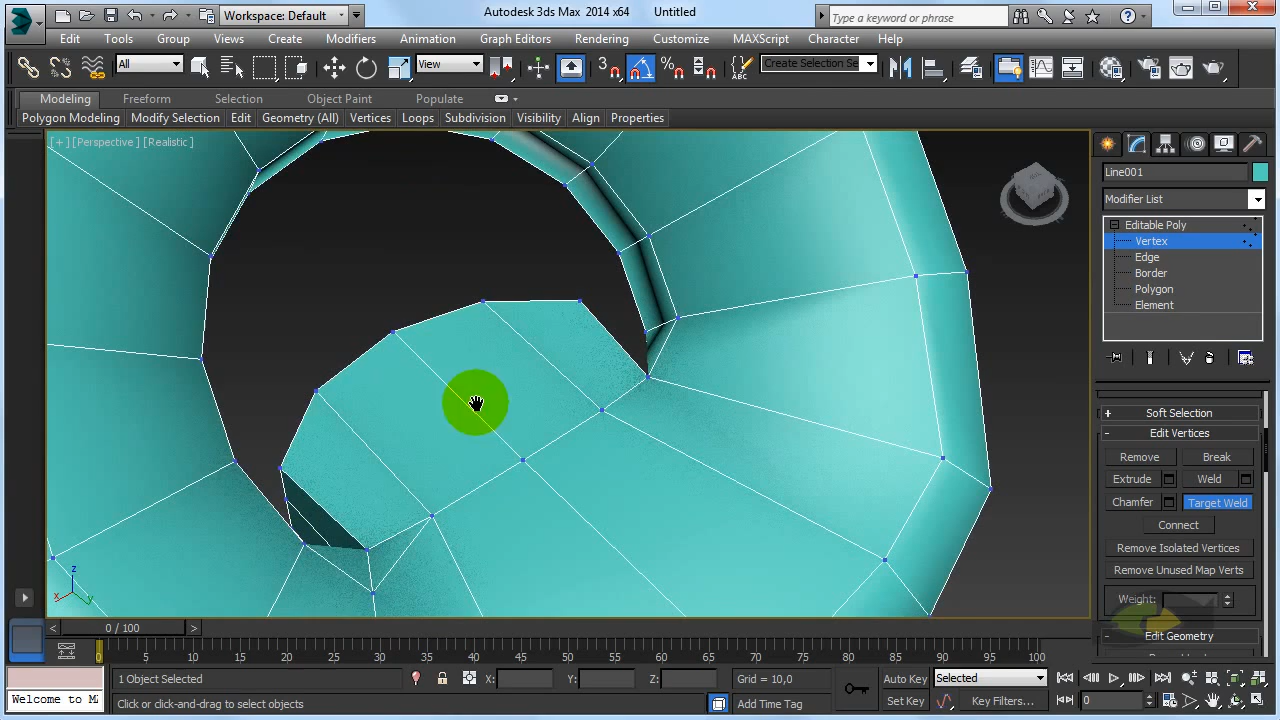 Workspace: Default
Autodesk 3ds Max 2014 x64 Untitled
Type a keyword or phrase
Edit Tools Group Views Create Modifiers Animation Graph Editors Rendering Customize MAXScript Character Help
All
View
3
Create Selection Se
ABC
Modeling Freeform Selection Object Paint Populate
Polygon Modeling Modify Selection Edit Geometry (All) Vertices Loops Subdivision Visibility Align Properties
[+] [Perspective] [Realistic]
Line001
Modifier List
Editable Poly
Vertex
Edge
Border
Polygon
Element
+ Soft Selection
- Edit Vertices
Remove Break
Extrude Weld
Chamfer Target Weld
Connect
Remove Isolated Vertices
Remove Unused Map Verts
Weight:
- Edit Geometry
z
x
y
< 0 / 100 >
0 5 10 15 20 25 30 35 40 45 50 55 60 65 70 75 80 85 90 95 100
1 Object Selected X: Y: Z: Grid = 10,0 Auto Key Selected
Welcome to M
Click or click-and-drag to select objects Add Time Tag Set Key Key Filters... 0